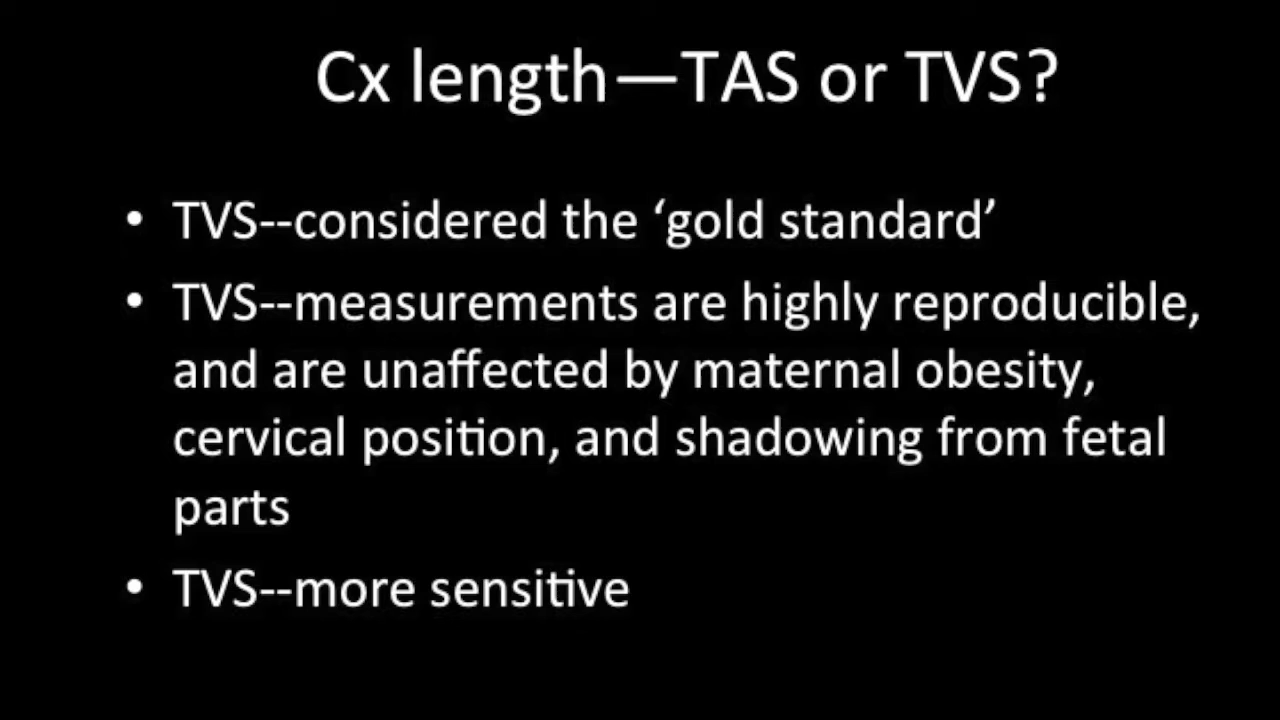 Cx length—TAS or TVS?
• TVS--considered the ‘gold standard’
• TVS--measurements are highly reproducible,
and are unaffected by maternal obesity,
cervical position, and shadowing from fetal
parts
• TVS--more sensitive